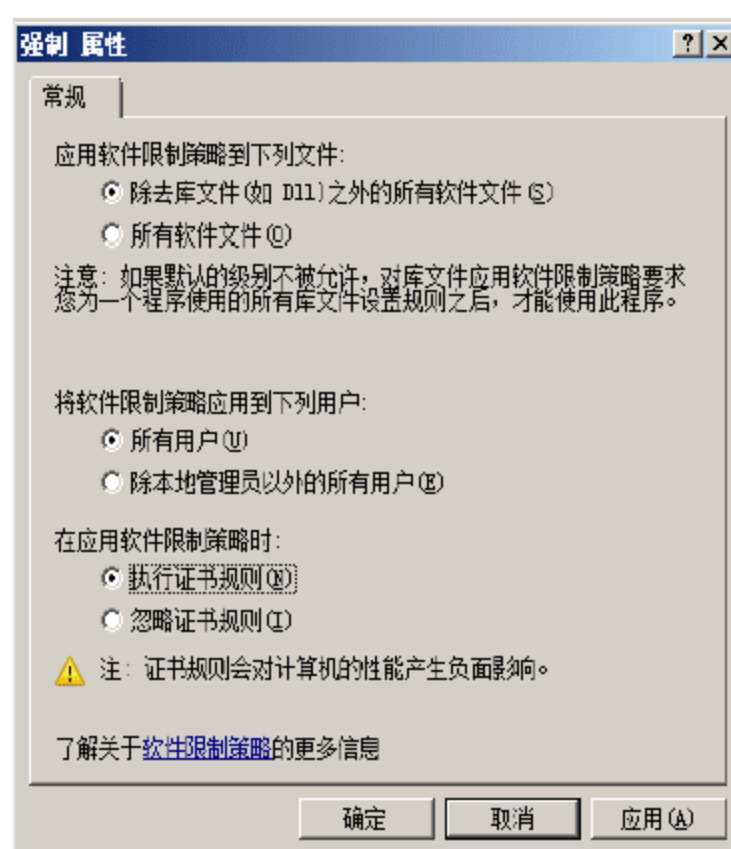 强制 属性
常规
应用软件限制策略到下列文件:
除去库文件(如 Dll)之外的所有软件文件(S)
所有软件文件(O)
注意: 如果默认的级别不被允许，对库文件应用软件限制策略要求
您为一个程序使用的所有库文件设置规则之后，才能使用此程序。
将软件限制策略应用到下列用户:
所有用户(U)
除本地管理员以外的所有用户(E)
在应用软件限制策略时:
执行证书规则(N)
忽略证书规则(I)
注: 证书规则会对计算机的性能产生负面影响。
了解关于软件限制策略的更多信息
确定 取消 应用(A)